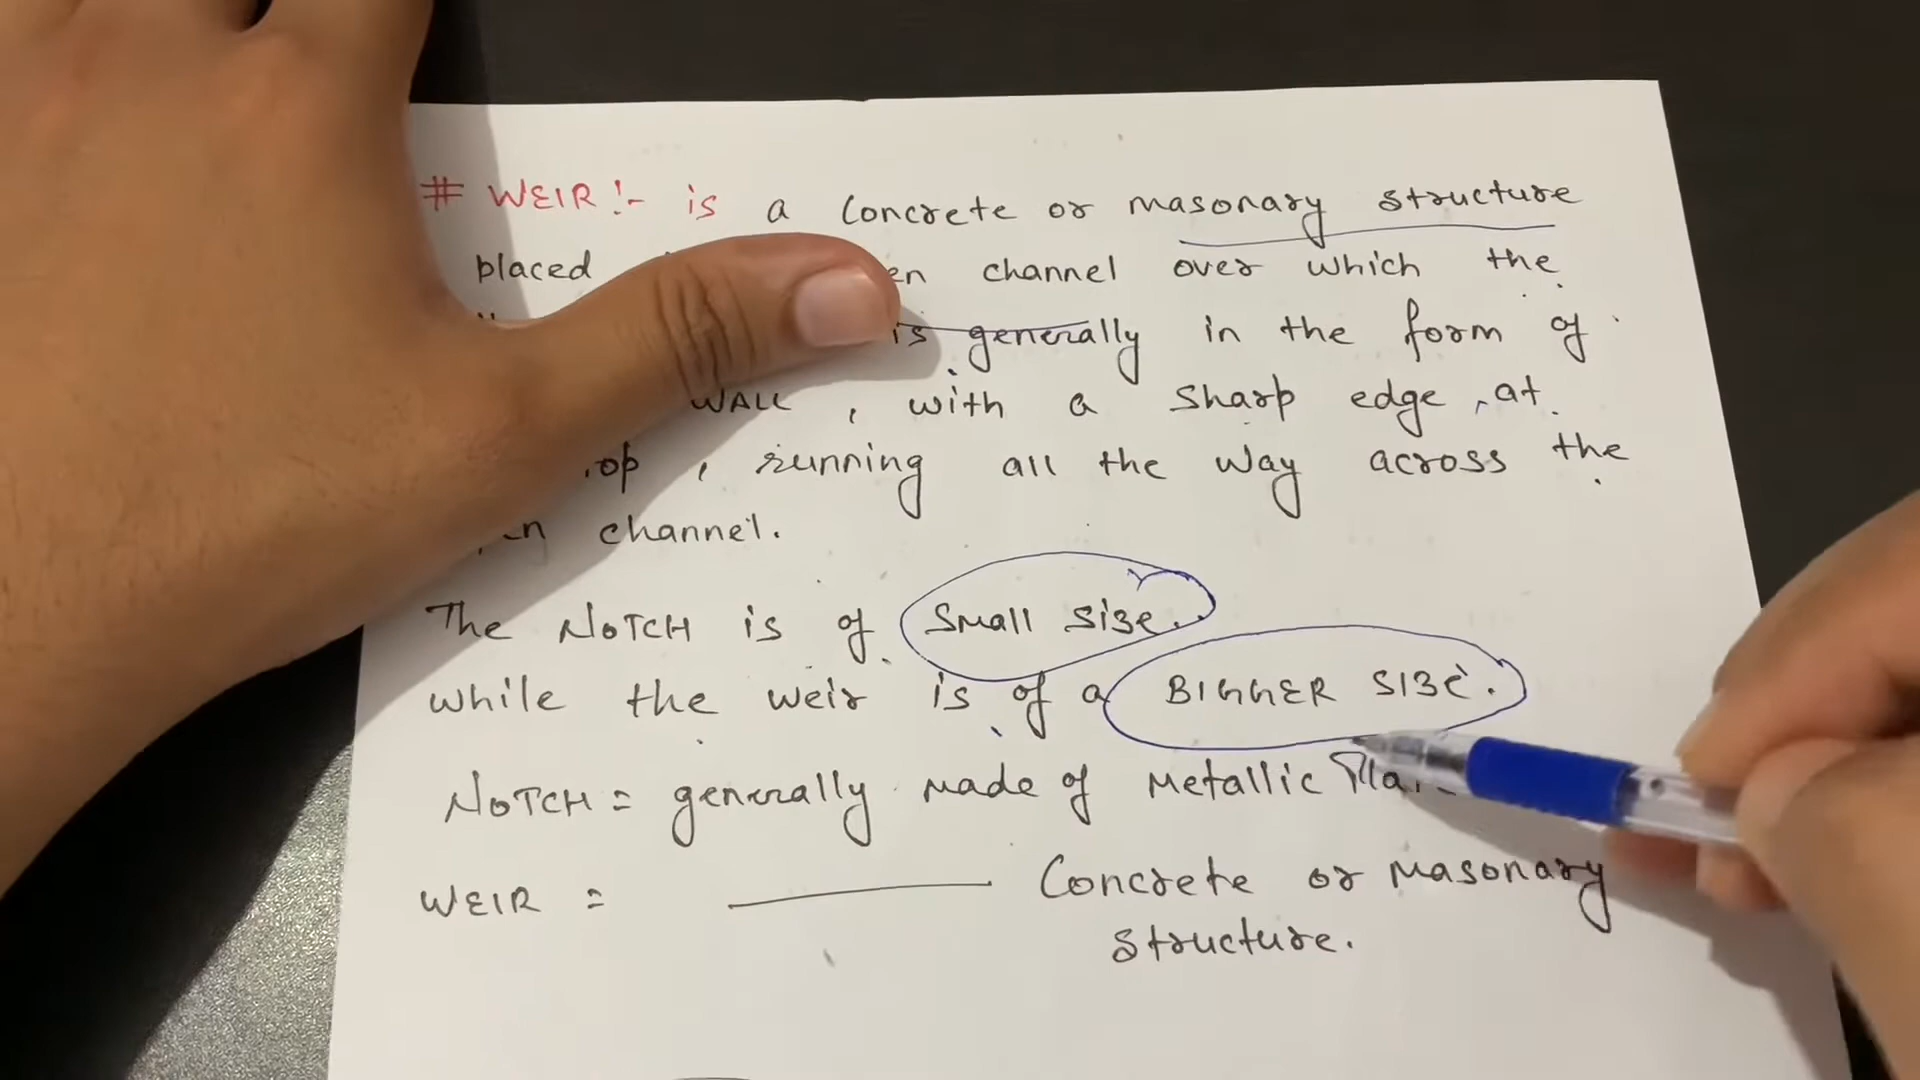 # WEIR :- is a concrete or masonary structure
placed channel over which the
is generally in the form of
WALL , with a sharp edge , at
, running all the way across the
channel.
The NOTCH is of small size.
while the weir is of a BIGGER SIZE.
NOTCH = generally made of Metallic
WEIR = ——— Concrete or Masonary
structure.